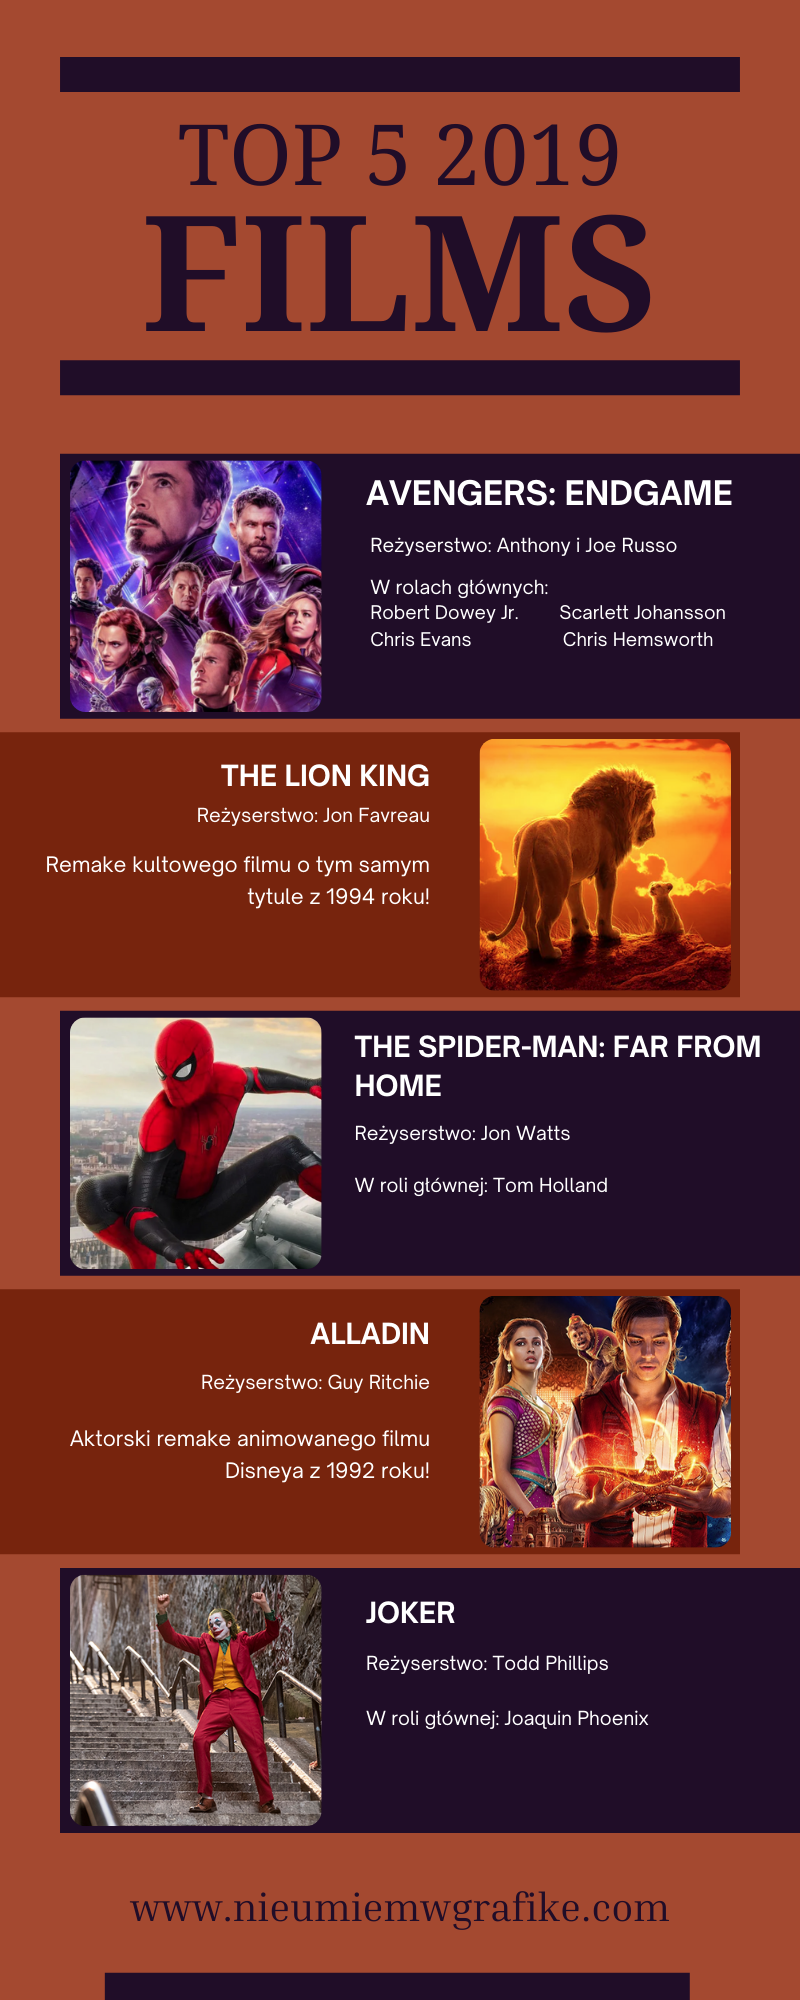 TOP 5 2019
FILMS
AVENGERS: ENDGAME
Reżyserstwo: Anthony i Joe Russo
W rolach głównych:
Robert Dowey Jr. Scarlett Johansson
Chris Evans Chris Hemsworth
THE LION KING
Reżyserstwo: Jon Favreau
Remake kultowego filmu o tym samym
tytule z 1994 roku!
THE SPIDER-MAN: FAR FROM
HOME
Reżyserstwo: Jon Watts
W roli głównej: Tom Holland
ALLADIN
Reżyserstwo: Guy Ritchie
Aktorski remake animowanego filmu
Disneya z 1992 roku!
JOKER
Reżyserstwo: Todd Phillips
W roli głównej: Joaquin Phoenix
www.nieumiemwgrafike.com